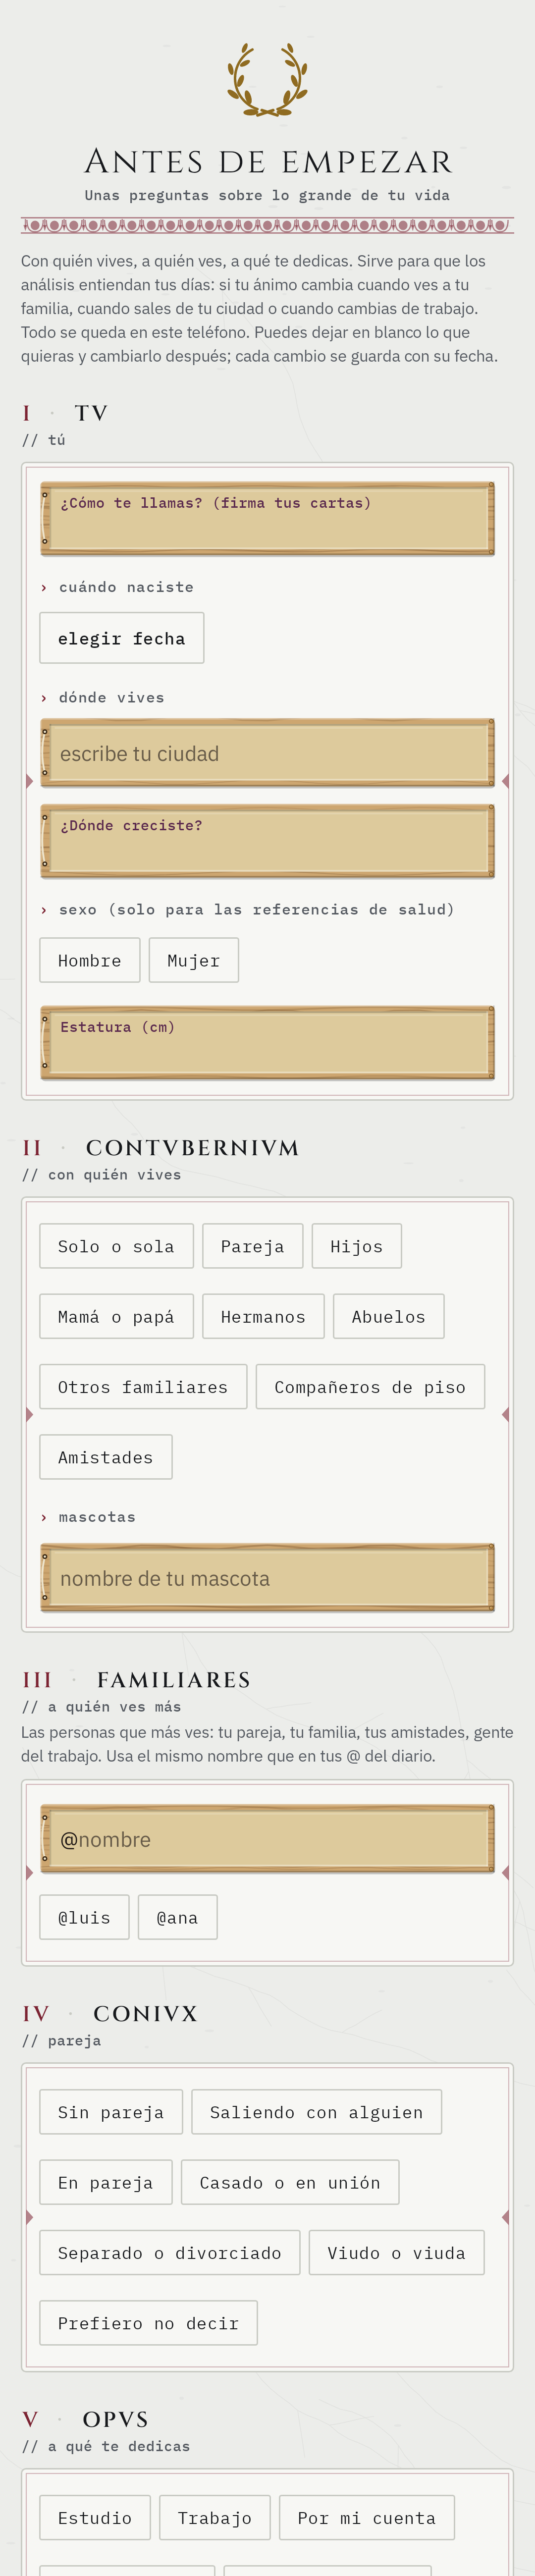 ANTES DE EMPEZAR
Unas preguntas sobre lo grande de tu vida
Con quién vives, a quién ves, a qué te dedicas. Sirve para que los
análisis entiendan tus días: si tu ánimo cambia cuando ves a tu
familia, cuando sales de tu ciudad o cuando cambias de trabajo.
Todo se queda en este teléfono. Puedes dejar en blanco lo que
quieras y cambiarlo después; cada cambio se guarda con su fecha.
I · TV
// tú
¿Cómo te llamas? (firma tus cartas)
› cuándo naciste
elegir fecha
› dónde vives
escribe tu ciudad
¿Dónde creciste?
› sexo (solo para las referencias de salud)
Hombre Mujer
Estatura (cm)
II · CONTVBERNIVM
// con quién vives
Solo o sola Pareja Hijos
Mamá o papá Hermanos Abuelos
Otros familiares Compañeros de piso
Amistades
› mascotas
nombre de tu mascota
III · FAMILIARES
// a quién ves más
Las personas que más ves: tu pareja, tu familia, tus amistades, gente
del trabajo. Usa el mismo nombre que en tus @ del diario.
@nombre
@luis @ana
IV · CONIVX
// pareja
Sin pareja Saliendo con alguien
En pareja Casado o en unión
Separado o divorciado Viudo o viuda
Prefiero no decir
V · OPVS
// a qué te dedicas
Estudio Trabajo Por mi cuenta